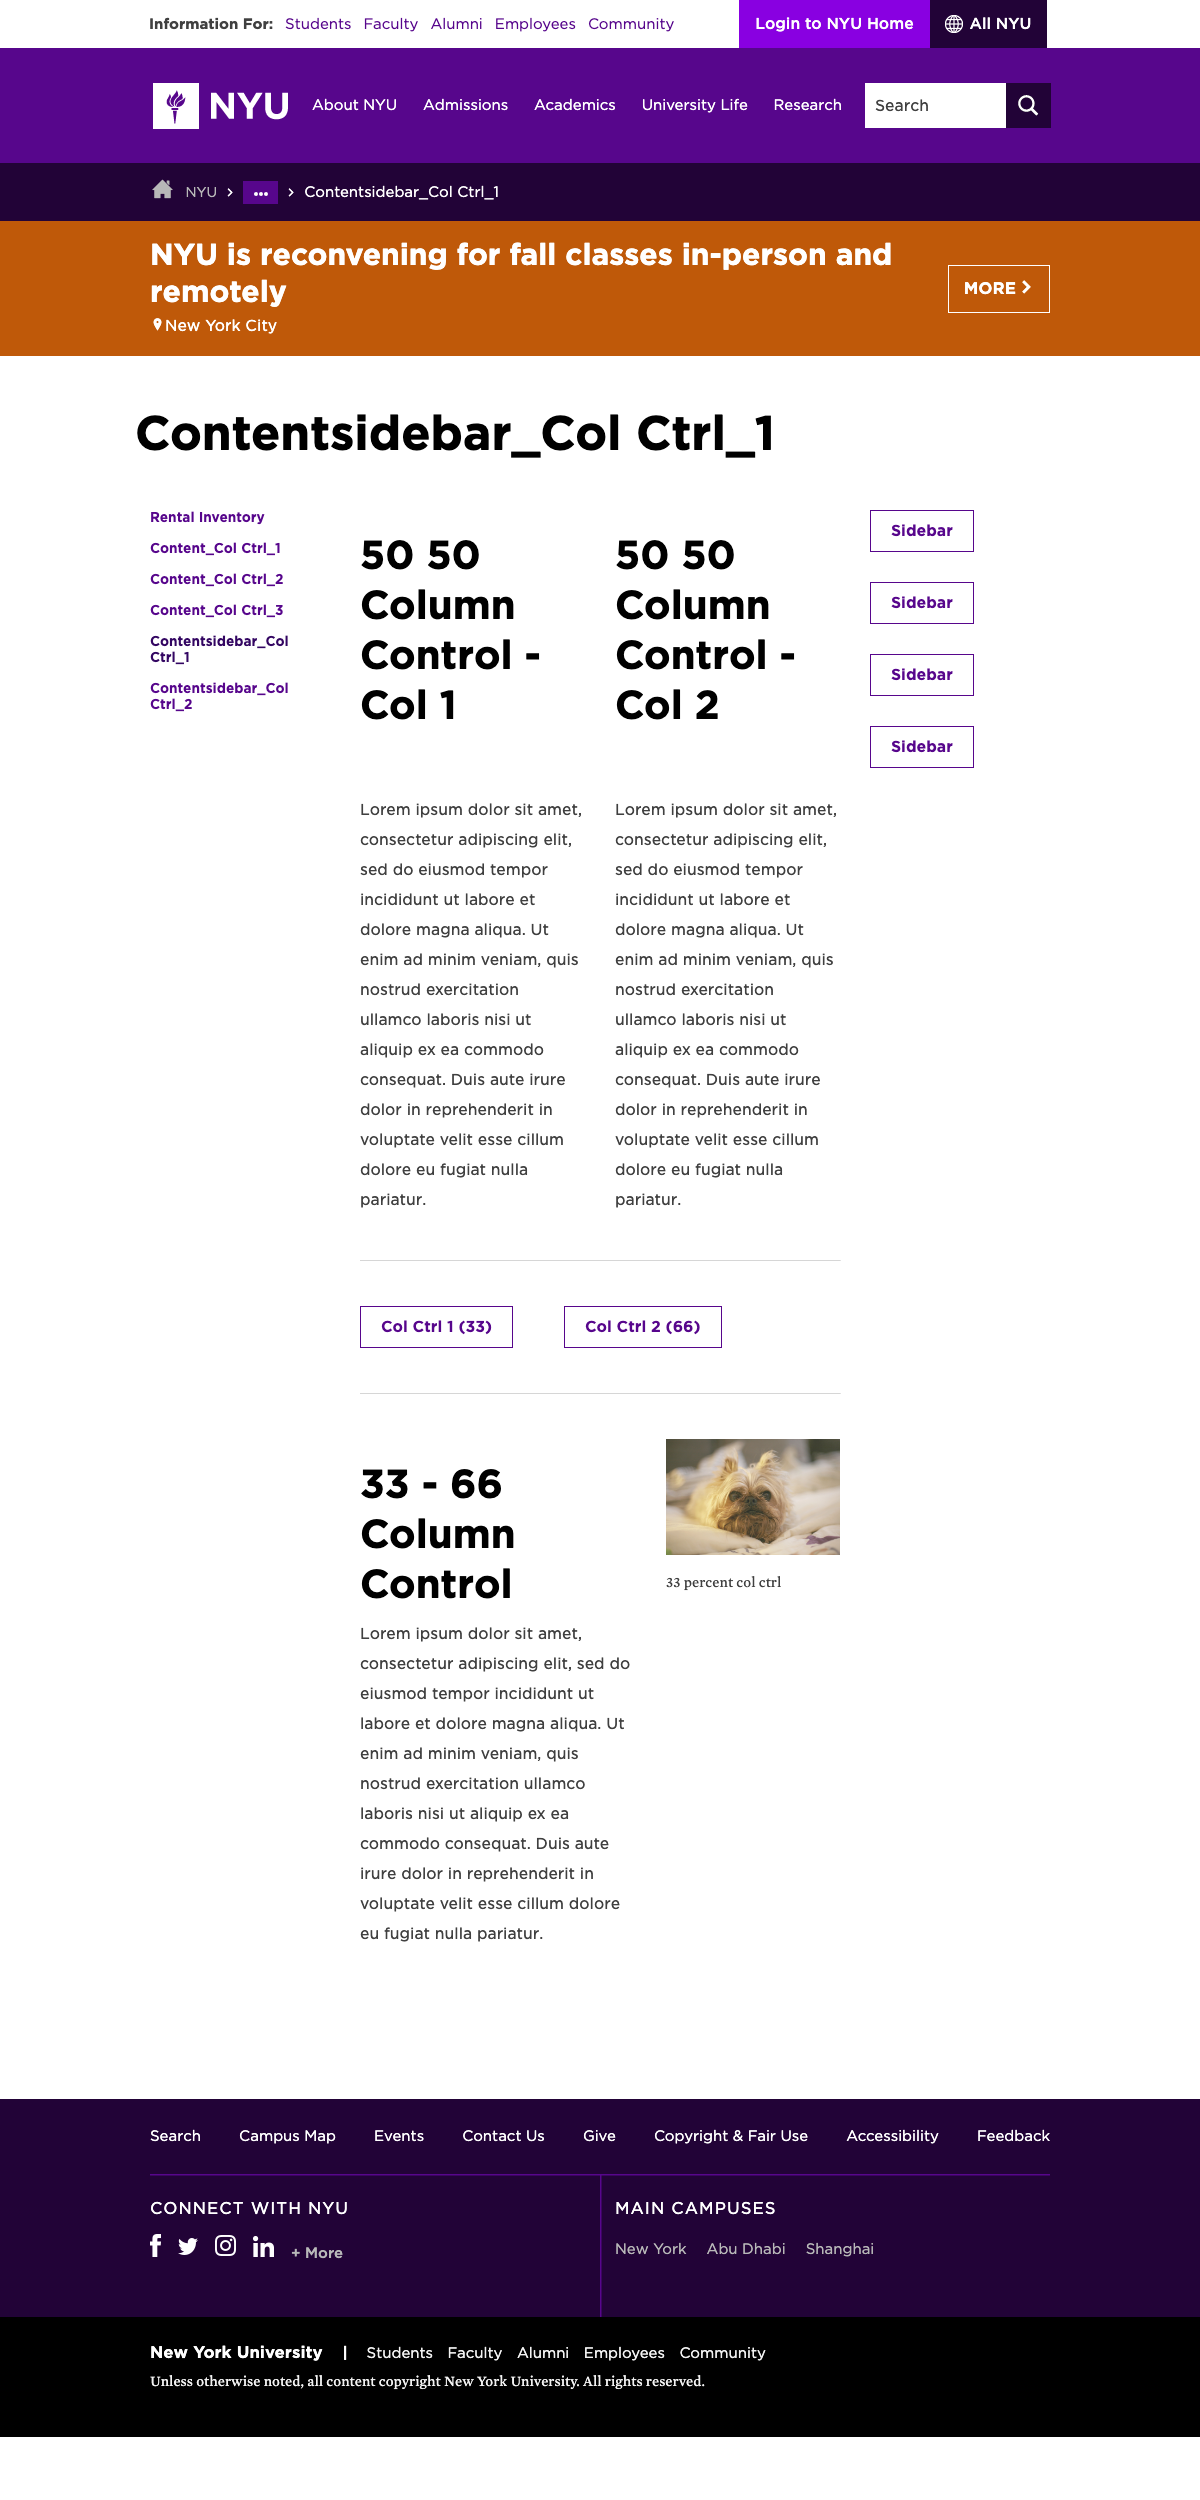 Information For: Students Faculty Alumni Employees Community
Login to NYU Home
All NYU
NYU
About NYU Admissions Academics University Life Research
Search
NYU > ••• > Contentsidebar_Col Ctrl_1
NYU is reconvening for fall classes in-person and
remotely
New York City
MORE >
Contentsidebar_Col Ctrl_1
Rental Inventory
Content_Col Ctrl_1
Content_Col Ctrl_2
Content_Col Ctrl_3
Contentsidebar_Col
Ctrl_1
Contentsidebar_Col
Ctrl_2
50 50
Column
Control -
Col 1
Lorem ipsum dolor sit amet,
consectetur adipiscing elit,
sed do eiusmod tempor
incididunt ut labore et
dolore magna aliqua. Ut
enim ad minim veniam, quis
nostrud exercitation
ullamco laboris nisi ut
aliquip ex ea commodo
consequat. Duis aute irure
dolor in reprehenderit in
voluptate velit esse cillum
dolore eu fugiat nulla
pariatur.
50 50
Column
Control -
Col 2
Lorem ipsum dolor sit amet,
consectetur adipiscing elit,
sed do eiusmod tempor
incididunt ut labore et
dolore magna aliqua. Ut
enim ad minim veniam, quis
nostrud exercitation
ullamco laboris nisi ut
aliquip ex ea commodo
consequat. Duis aute irure
dolor in reprehenderit in
voluptate velit esse cillum
dolore eu fugiat nulla
pariatur.
Sidebar
Sidebar
Sidebar
Sidebar
Col Ctrl 1 (33)
Col Ctrl 2 (66)
33 - 66
Column
Control
Lorem ipsum dolor sit amet,
consectetur adipiscing elit, sed do
eiusmod tempor incididunt ut
labore et dolore magna aliqua. Ut
enim ad minim veniam, quis
nostrud exercitation ullamco
laboris nisi ut aliquip ex ea
commodo consequat. Duis aute
irure dolor in reprehenderit in
voluptate velit esse cillum dolore
eu fugiat nulla pariatur.
33 percent col ctrl
Search Campus Map Events Contact Us Give Copyright & Fair Use Accessibility Feedback
CONNECT WITH NYU
+ More
MAIN CAMPUSES
New York Abu Dhabi Shanghai
New York University | Students Faculty Alumni Employees Community
Unless otherwise noted, all content copyright New York University. All rights reserved.